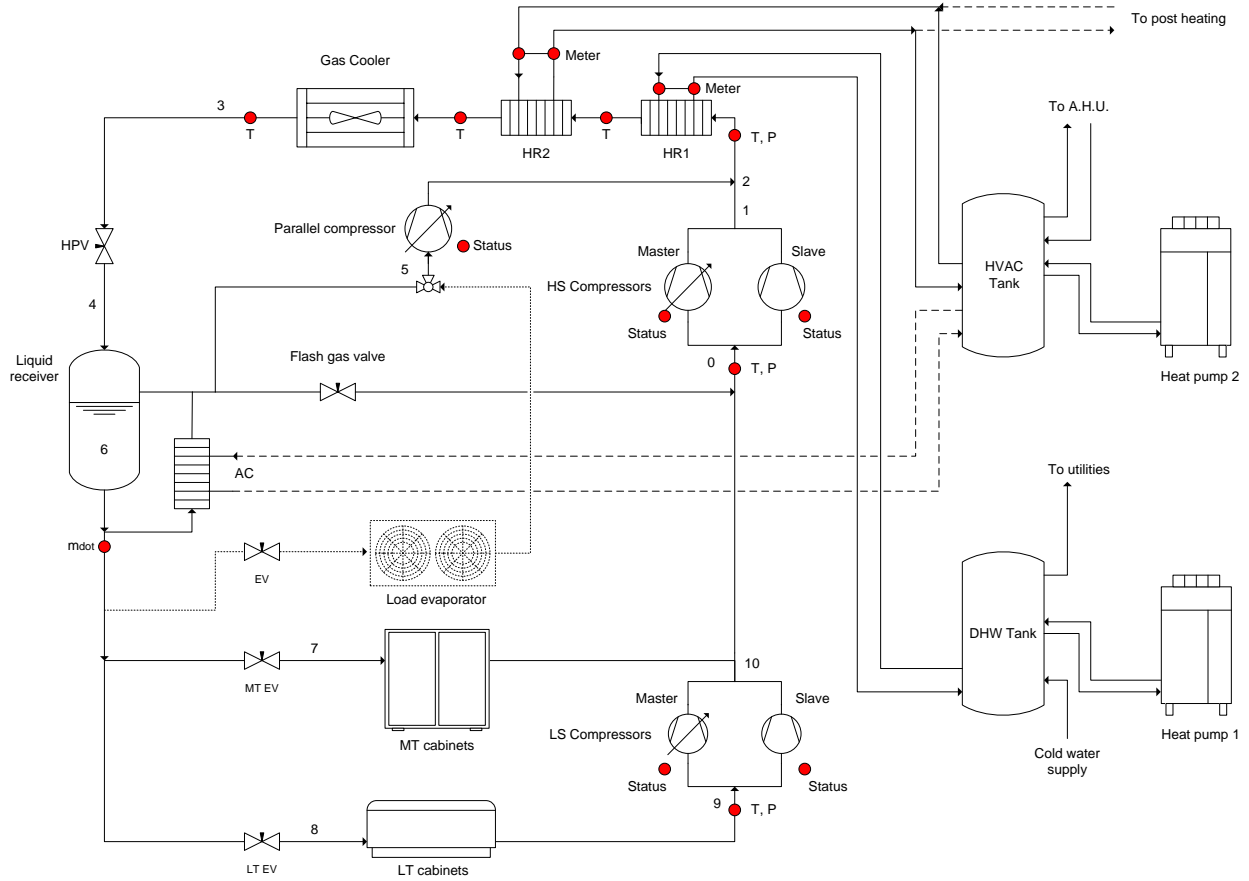 To post heating
Meter
Gas Cooler
Meter
3
To A.H.U.
T
T
T
T, P
HR2
HR1
2
1
Parallel compressor
Status
Master
Slave
HPV
5
HS Compressors
HVAC
Tank
4
Status
Status
Liquid
receiver
Flash gas valve
0
T, P
Heat pump 2
6
AC
To utilities
mdot
EV
Load evaporator
DHW Tank
7
10
MT EV
Master
Slave
MT cabinets
LS Compressors
Heat pump 1
Cold water
supply
Status
Status
9
T, P
8
LT EV
LT cabinets